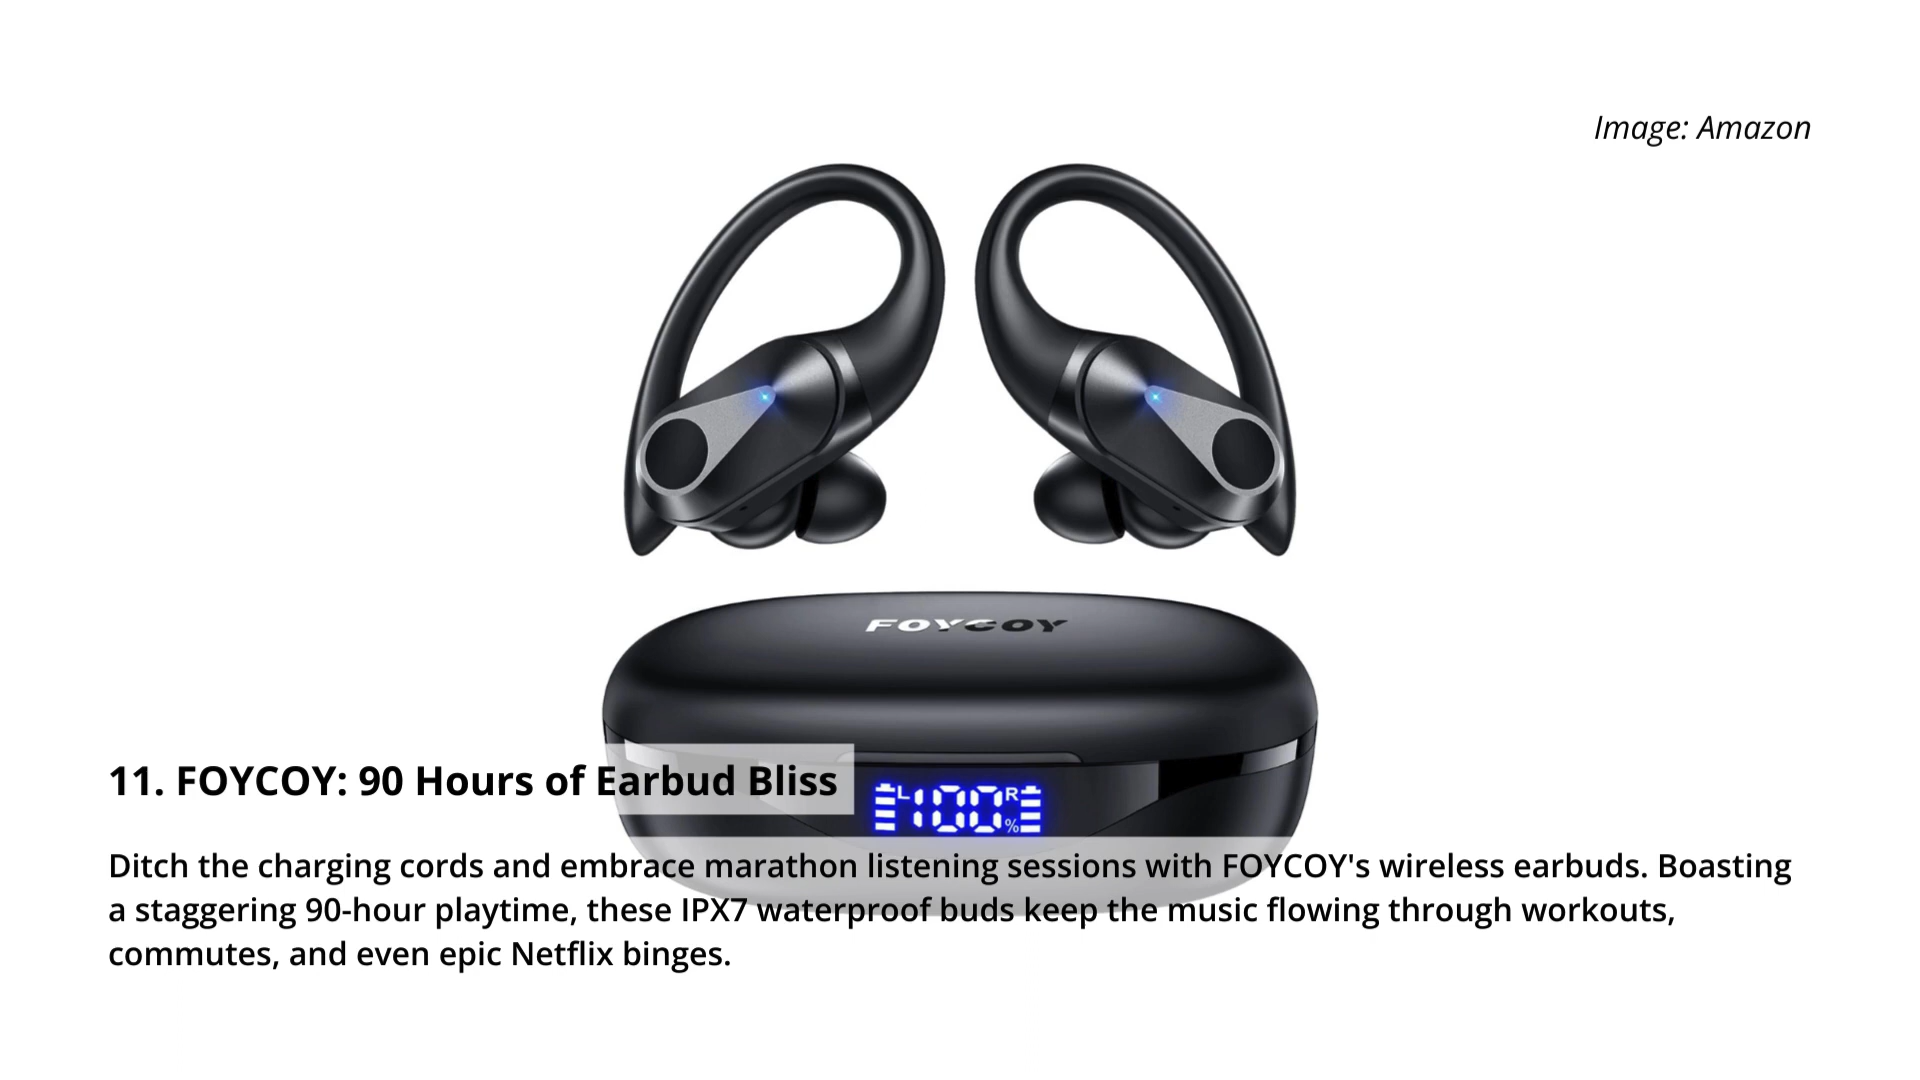 Image: Amazon
FOYCOY
11. FOYCOY: 90 Hours of Earbud Bliss
L 100 R
%
Ditch the charging cords and embrace marathon listening sessions with FOYCOY's wireless earbuds. Boasting
a staggering 90-hour playtime, these IPX7 waterproof buds keep the music flowing through workouts,
commutes, and even epic Netflix binges.